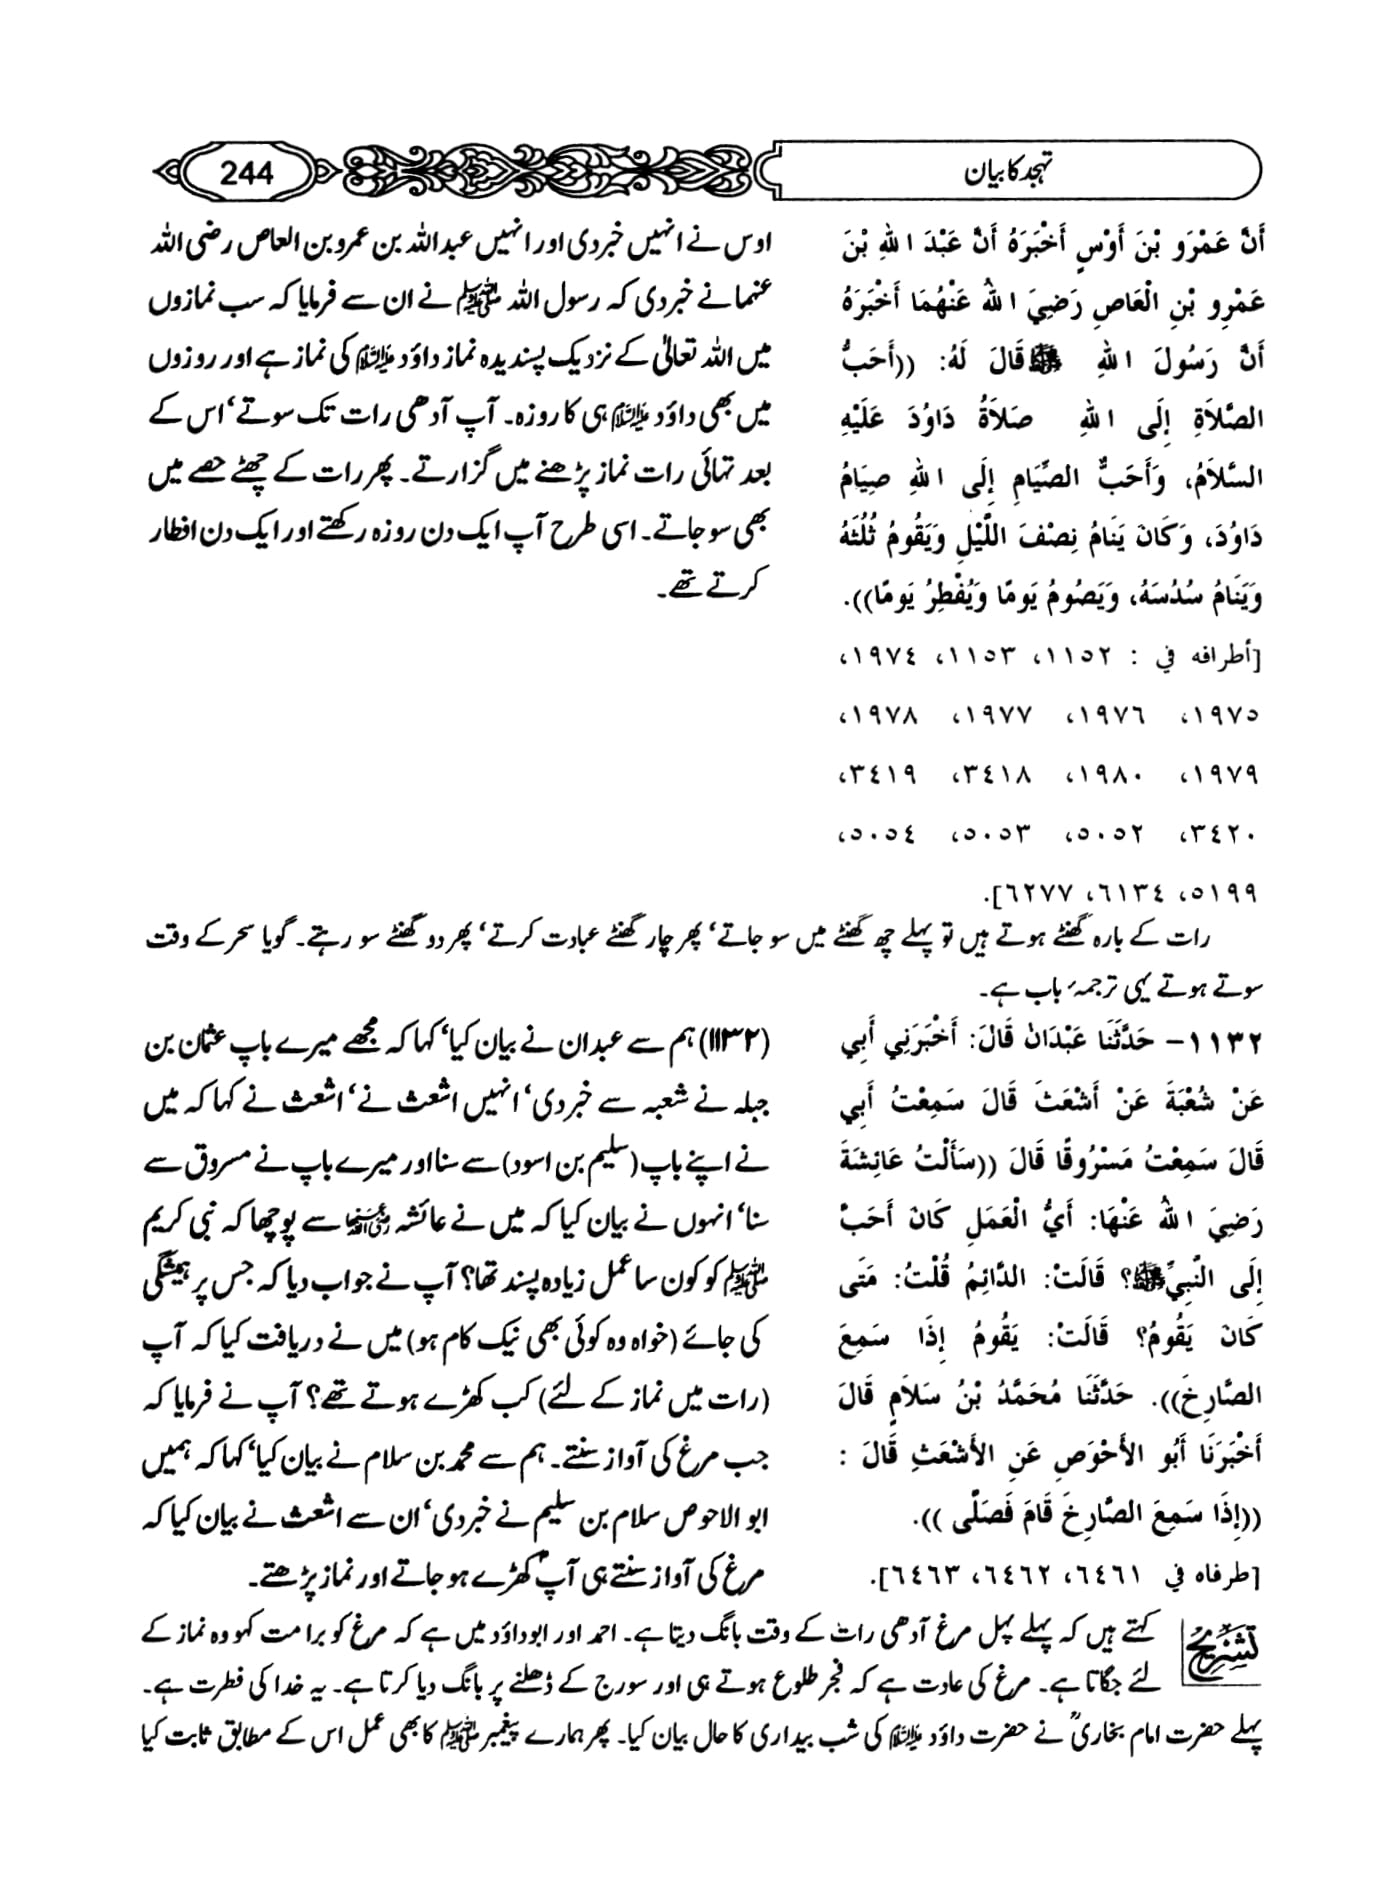 تہجد کا بیان
244
أَنَّ عَمْرَو بْنَ أَوْسٍ أَخْبَرَهُ أَنَّ عَبْدَ اللهِ بْنَ
عَمْرِو بْنِ الْعَاصِ رَضِيَ اللهُ عَنْهُمَا أَخْبَرَهُ
أَنَّ رَسُولَ اللهِ ﷺ قَالَ لَهُ: ((أَحَبُّ
الصَّلاَةِ إِلَى اللهِ صَلاَةُ دَاوُدَ عَلَيْهِ
السَّلاَمُ، وَأَحَبُّ الصِّيَامِ إِلَى اللهِ صِيَامُ
دَاوُدَ، وَكَانَ يَنَامُ نِصْفَ اللَّيْلِ وَيَقُومُ ثُلُثَهُ
وَيَنَامُ سُدُسَهُ، وَيَصُومُ يَومًا وَيُفْطِرُ يَومًا)).
[أطرافه في : ١١٥٢، ١١٥٣، ١٩٧٤،
١٩٧٥، ١٩٧٦، ١٩٧٧، ١٩٧٨،
١٩٧٩، ١٩٨٠، ٣٤١٨، ٣٤١٩،
٣٤٢٠، ٥٠٥٢، ٥٠٥٣، ٥٠٥٤،
٥١٩٩، ٦١٣٤، ٦٢٧٧].
اوس نے انہیں خبر دی اور انہیں عبداللہ بن عمرو بن العاص رضی اللہ
عنہما نے خبر دی کہ رسول اللہ ﷺ نے ان سے فرمایا کہ سب نمازوں
میں اللہ تعالیٰ کے نزدیک پسندیدہ نماز داؤد علیہ السلام کی نماز ہے اور روزوں
میں بھی داؤد علیہ السلام ہی کا روزہ۔ آپ آدھی رات تک سوتے‘ اس کے
بعد تہائی رات نماز پڑھنے میں گزارتے۔ پھر رات کے چھٹے حصے میں
بھی سو جاتے۔ اسی طرح آپ ایک دن روزہ رکھتے اور ایک دن افطار
کرتے تھے۔
رات کے بارہ گھنٹے ہوتے ہیں تو پہلے چھ گھنٹے میں سو جاتے‘ پھر چار گھنٹے عبادت کرتے‘ پھر دو گھنٹے سو رہتے۔ گویا سحر کے وقت
سوتے ہوتے یہی ترجمہ باب ہے۔
١١٣٢– حَدَّثَنَا عَبْدَانُ قَالَ: أَخْبَرَنِي أَبِي
عَنْ شُعْبَةَ عَنْ أَشْعَثَ قَالَ سَمِعْتُ أَبِي
قَالَ سَمِعْتُ مَسْرُوقًا قَالَ ((سَأَلْتُ عَائِشَةَ
رَضِيَ اللهُ عَنْهَا: أَيُّ الْعَمَلِ كَانَ أَحَبَّ
إِلَى النَّبِيِّ ﷺ؟ قَالَتْ: الدَّائِمُ قُلْتُ: مَتَى
كَانَ يَقُومُ؟ قَالَتْ: يَقُومُ إِذَا سَمِعَ
الصَّارِخَ)). حَدَّثَنَا مُحَمَّدُ بْنُ سَلاَمٍ قَالَ
أَخْبَرَنَا أَبُو الأَحْوَصِ عَنِ الأَشْعَثِ قَالَ :
((إِذَا سَمِعَ الصَّارِخَ قَامَ فَصَلَّى )).
[طرفاه في ٦٤٦١، ٦٤٦٢، ٦٤٦٣].
(۱۱۳۲) ہم سے عبدان نے بیان کیا‘ کہا کہ مجھے میرے باپ عثمان بن
جبلہ نے شعبہ سے خبر دی‘ انہیں اشعث نے‘ اشعث نے کہا کہ میں
نے اپنے باپ (سلیم بن اسود) سے سنا اور میرے باپ نے مسروق سے
سنا‘ انہوں نے بیان کیا کہ میں نے عائشہ رضی اللہ عنہا سے پوچھا کہ نبی کریم
ﷺ کو کون سا عمل زیادہ پسند تھا؟ آپ نے جواب دیا کہ جس پر ہمیشگی
کی جائے (خواہ وہ کوئی بھی نیک کام ہو) میں نے دریافت کیا کہ آپ
(رات میں نماز کے لئے) کب کھڑے ہوتے تھے؟ آپ نے فرمایا کہ
جب مرغ کی آواز سنتے۔ ہم سے محمد بن سلام نے بیان کیا‘ کہا کہ ہمیں
ابو الاحوص سلام بن سلیم نے خبر دی‘ ان سے اشعث نے بیان کیا کہ
مرغ کی آواز سنتے ہی آپؐ کھڑے ہو جاتے اور نماز پڑھتے۔
تشریح
کہتے ہیں کہ پہلے پہل مرغ آدھی رات کے وقت بانگ دیتا ہے۔ احمد اور ابوداؤد میں ہے کہ مرغ کو برا مت کہو وہ نماز کے
لئے جگاتا ہے۔ مرغ کی عادت ہے کہ فجر طلوع ہوتے ہی اور سورج کے ڈھلنے پر بانگ دیا کرتا ہے۔ یہ خدا کی فطرت ہے۔
پہلے حضرت امام بخاریؒ نے حضرت داؤد علیہ السلام کی شب بیداری کا حال بیان کیا۔ پھر ہمارے پیغمبر ﷺ کا بھی عمل اس کے مطابق ثابت کیا